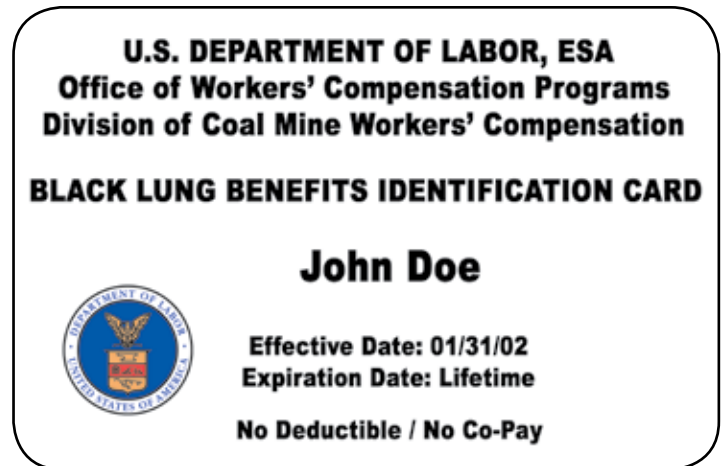 U.S. DEPARTMENT OF LABOR, ESA
Office of Workers’ Compensation Programs
Division of Coal Mine Workers’ Compensation
BLACK LUNG BENEFITS IDENTIFICATION CARD
John Doe
DEPARTMENT OF LABOR
UNITED STATES OF AMERICA
Effective Date: 01/31/02
Expiration Date: Lifetime
No Deductible / No Co-Pay